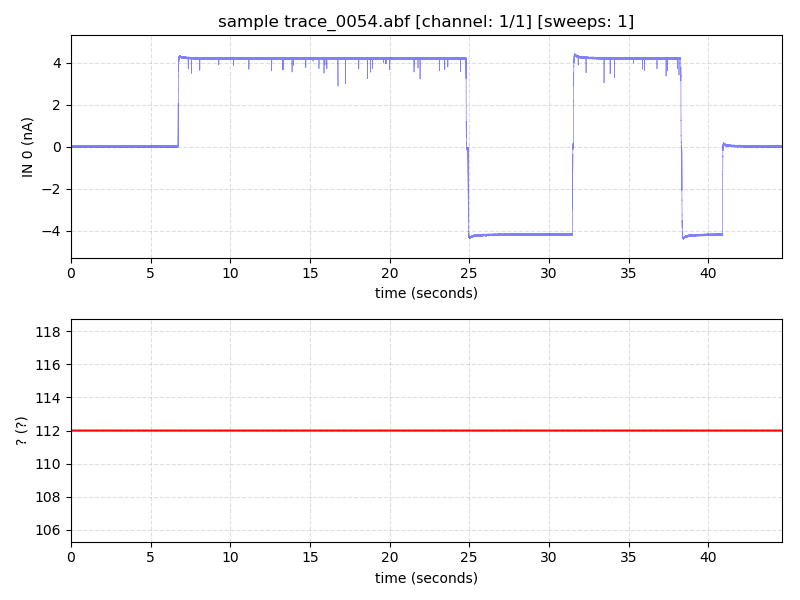 sample trace_0054.abf [channel: 1/1] [sweeps: 1]
IN 0 (nA)
4
2
0
−2
−4
0 5 10 15 20 25 30 35 40
time (seconds)
? (?)
118
116
114
112
110
108
106
0 5 10 15 20 25 30 35 40
time (seconds)